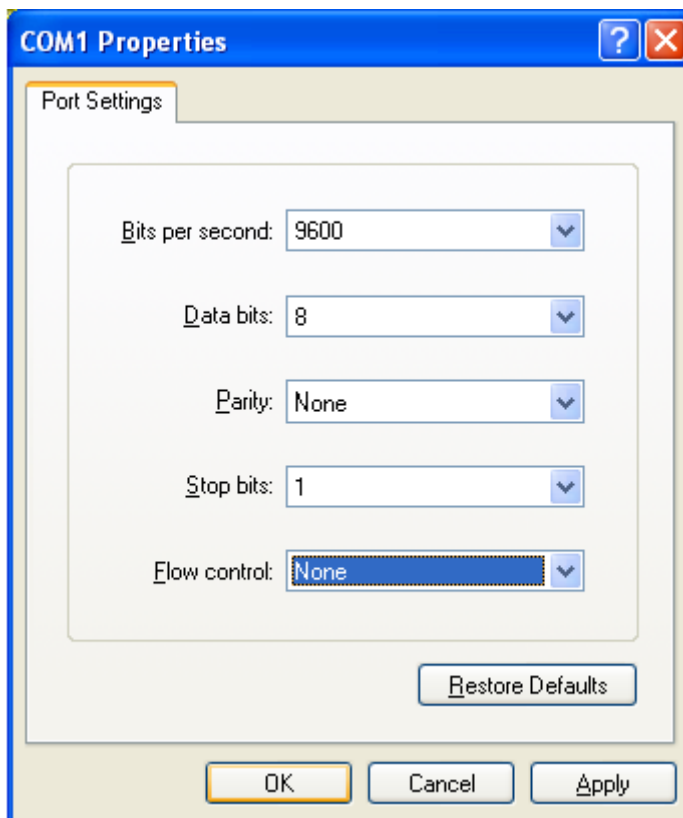 COM1 Properties
Port Settings
Bits per second: 9600
Data bits: 8
Parity: None
Stop bits: 1
Flow control: None
Restore Defaults
OK Cancel Apply